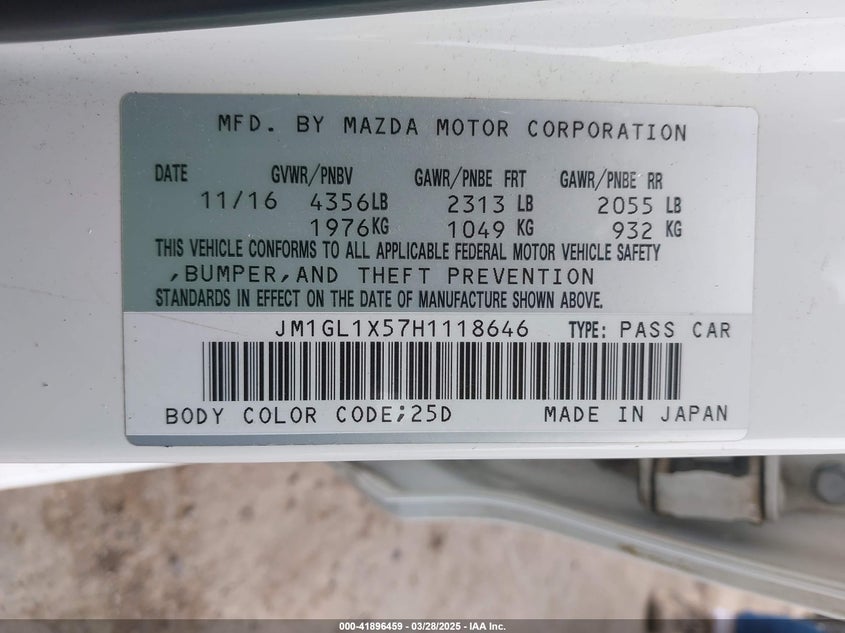 MFD. BY MAZDA MOTOR CORPORATION
DATE GVWR/PNBV GAWR/PNBE FRT GAWR/PNBE RR
11/16 4356LB 2313 LB 2055 LB
1976KG 1049 KG 932 KG
THIS VEHICLE CONFORMS TO ALL APPLICABLE FEDERAL MOTOR VEHICLE SAFETY
,BUMPER,AND THEFT PREVENTION
STANDARDS IN EFFECT ON THE DATE OF MANUFACTURE SHOWN ABOVE.
JM1GL1X57H1118646 TYPE: PASS CAR
BODY COLOR CODE;25D MADE IN JAPAN
000-41896459 - 03/28/2025 - IAA Inc.